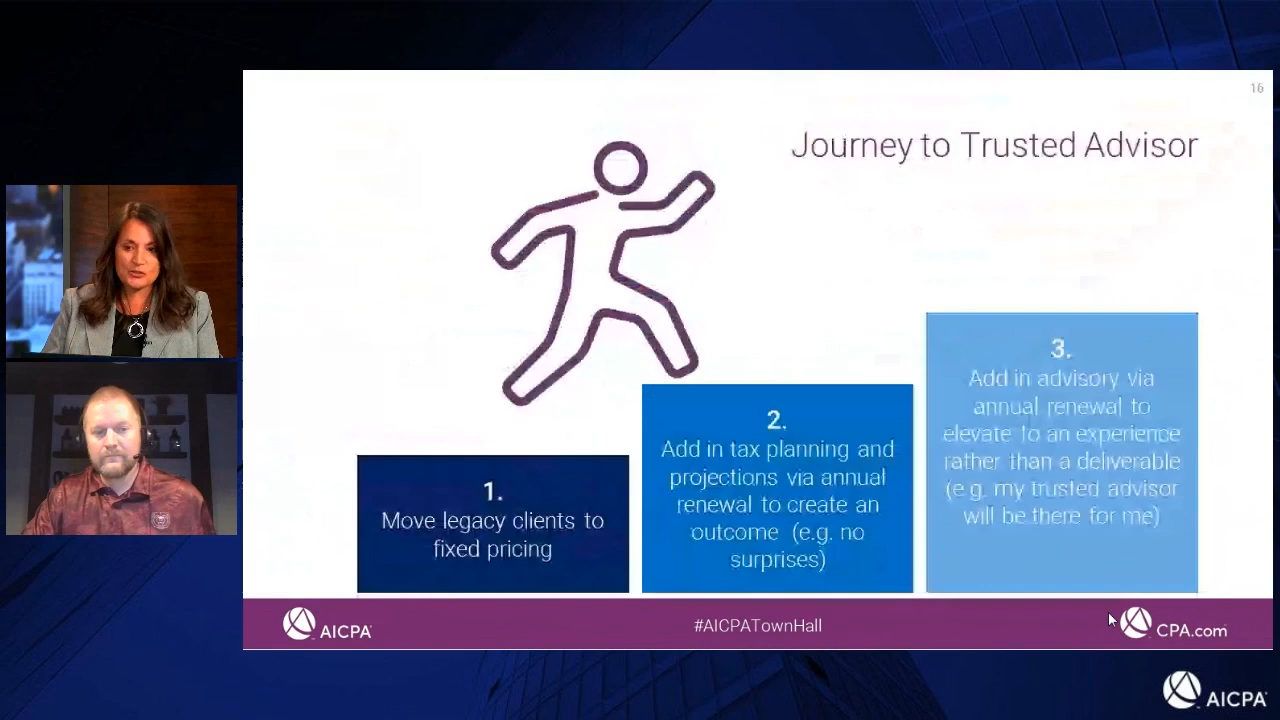 16
Journey to Trusted Advisor
1.
Move legacy clients to
fixed pricing
2.
Add in tax planning and
projections via annual
renewal to create an
outcome (e.g. no
surprises)
3.
Add in advisory via
annual renewal to
elevate to an experience
rather than a deliverable
(e.g. my trusted advisor
will be there for me)
AICPA
#AICPATownHall
CPA.com
AICPA